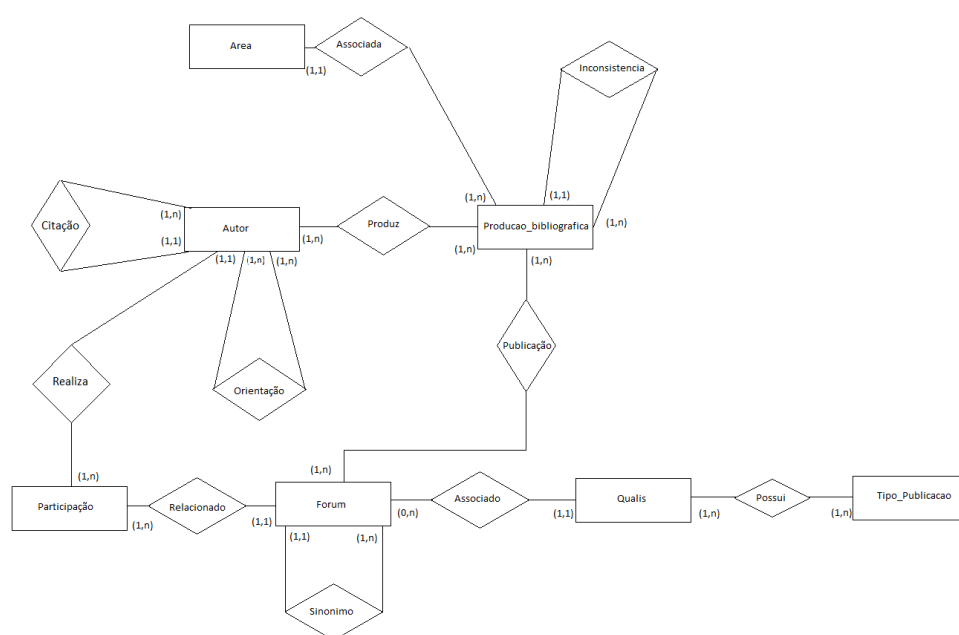 Area
Associada
(1,1)
Inconsistencia
(1,n)
(1,1)
(1,n)
Citação
(1,n)
(1,1)
Autor
(1,n)
Produz
(1,n)
Producao_bibliografica
(1,1)
(1,n)
(1,n)
(1,n)
Publicação
Realiza
Orientação
(1,n)
(1,n)
Participação
(1,n)
Relacionado
(1,1)
Forum
(0,n)
Associado
(1,1)
Qualis
(1,n)
Possui
(1,n)
Tipo_Publicacao
(1,1)
(1,n)
Sinonimo